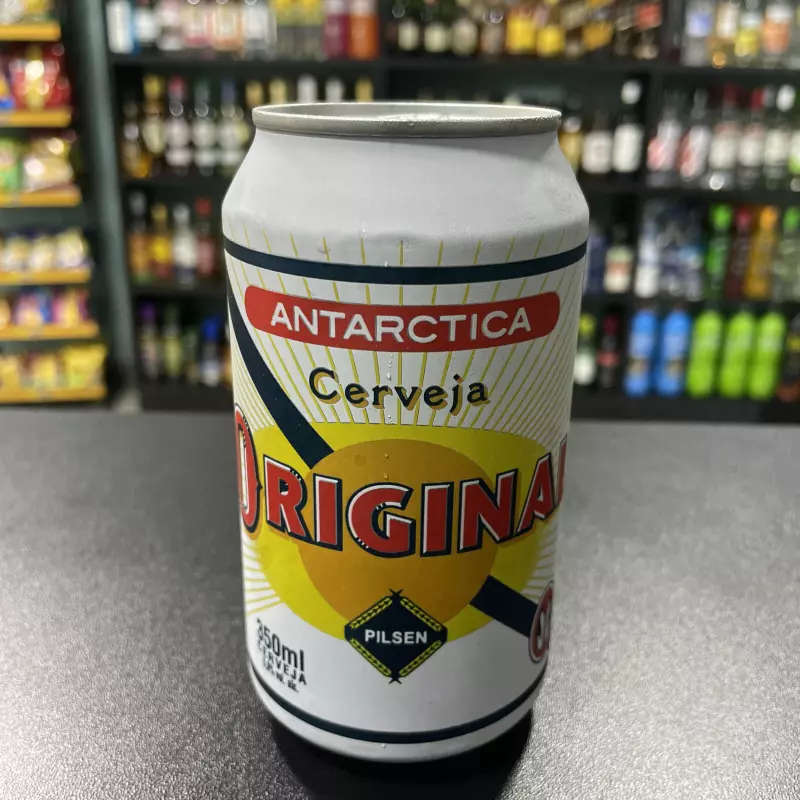 ANTARCTICA
Cerveja
ORIGINAL
PILSEN
350ml
CERVEJA